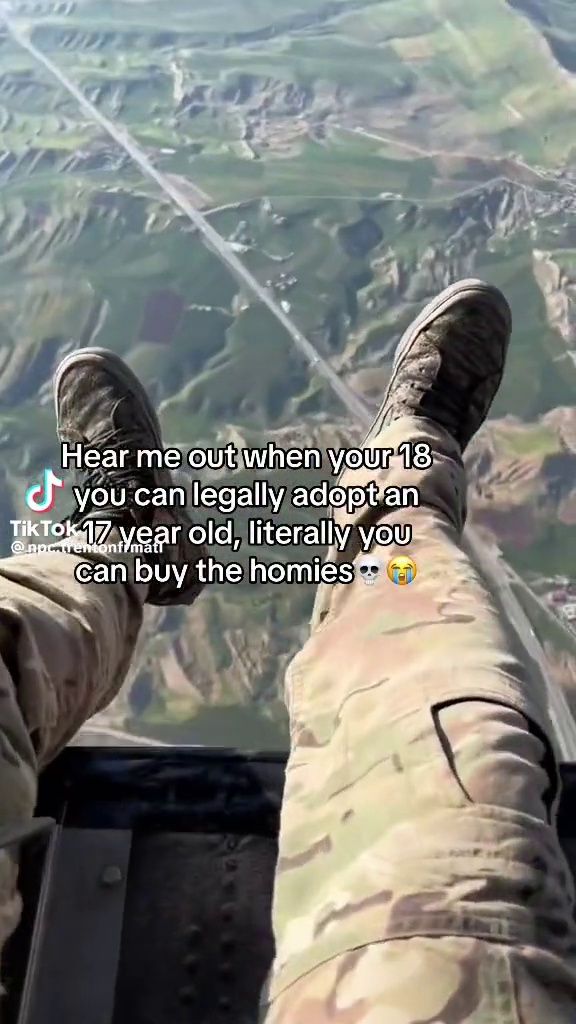 Hear me out when your 18
you can legally adopt an
17 year old, literally you
can buy the homies💀😭
TikTok